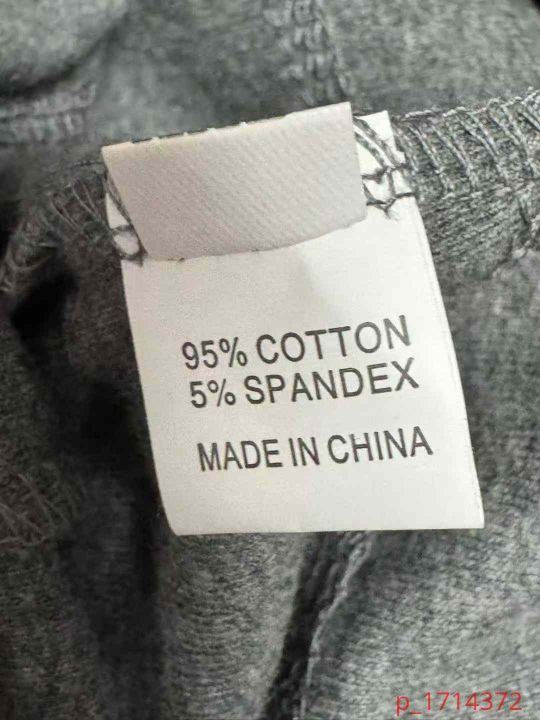 95% COTTON
5% SPANDEX
MADE IN CHINA
p_1714372